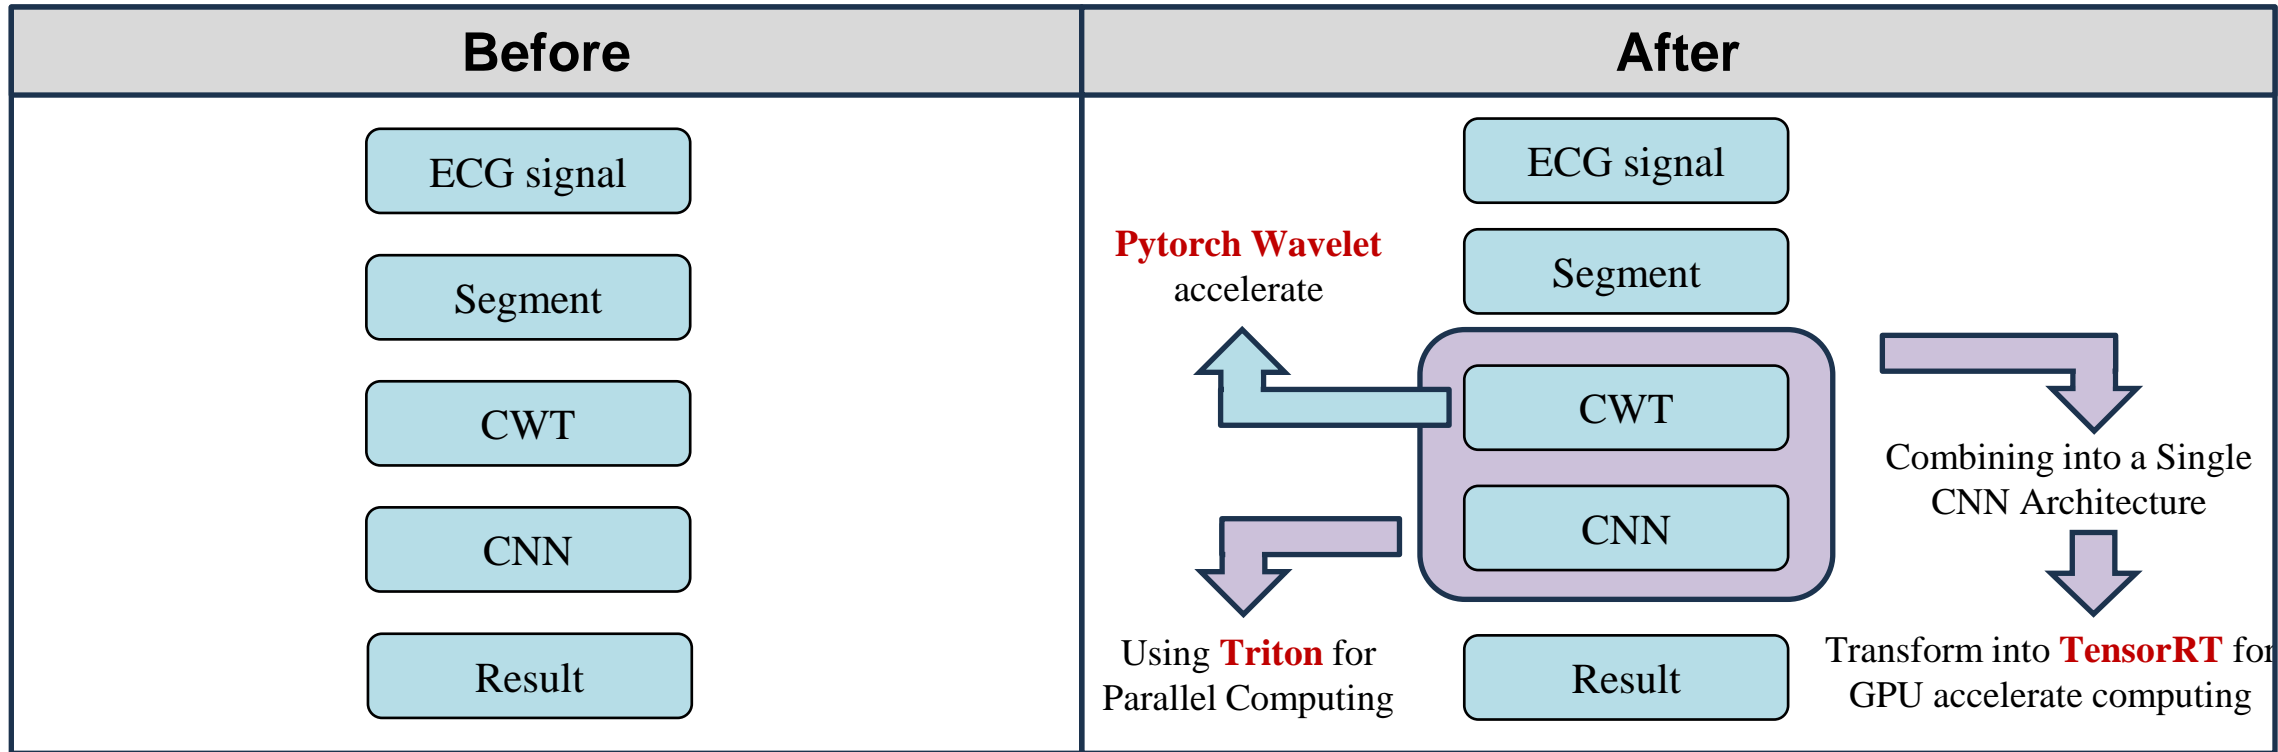 Before
ECG signal
Segment
CWT
CNN
Result
After
ECG signal
Segment
Pytorch Wavelet
accelerate
CWT
CNN
Combining into a Single
CNN Architecture
Using Triton for
Parallel Computing
Result
Transform into TensorRT for
GPU accelerate computing